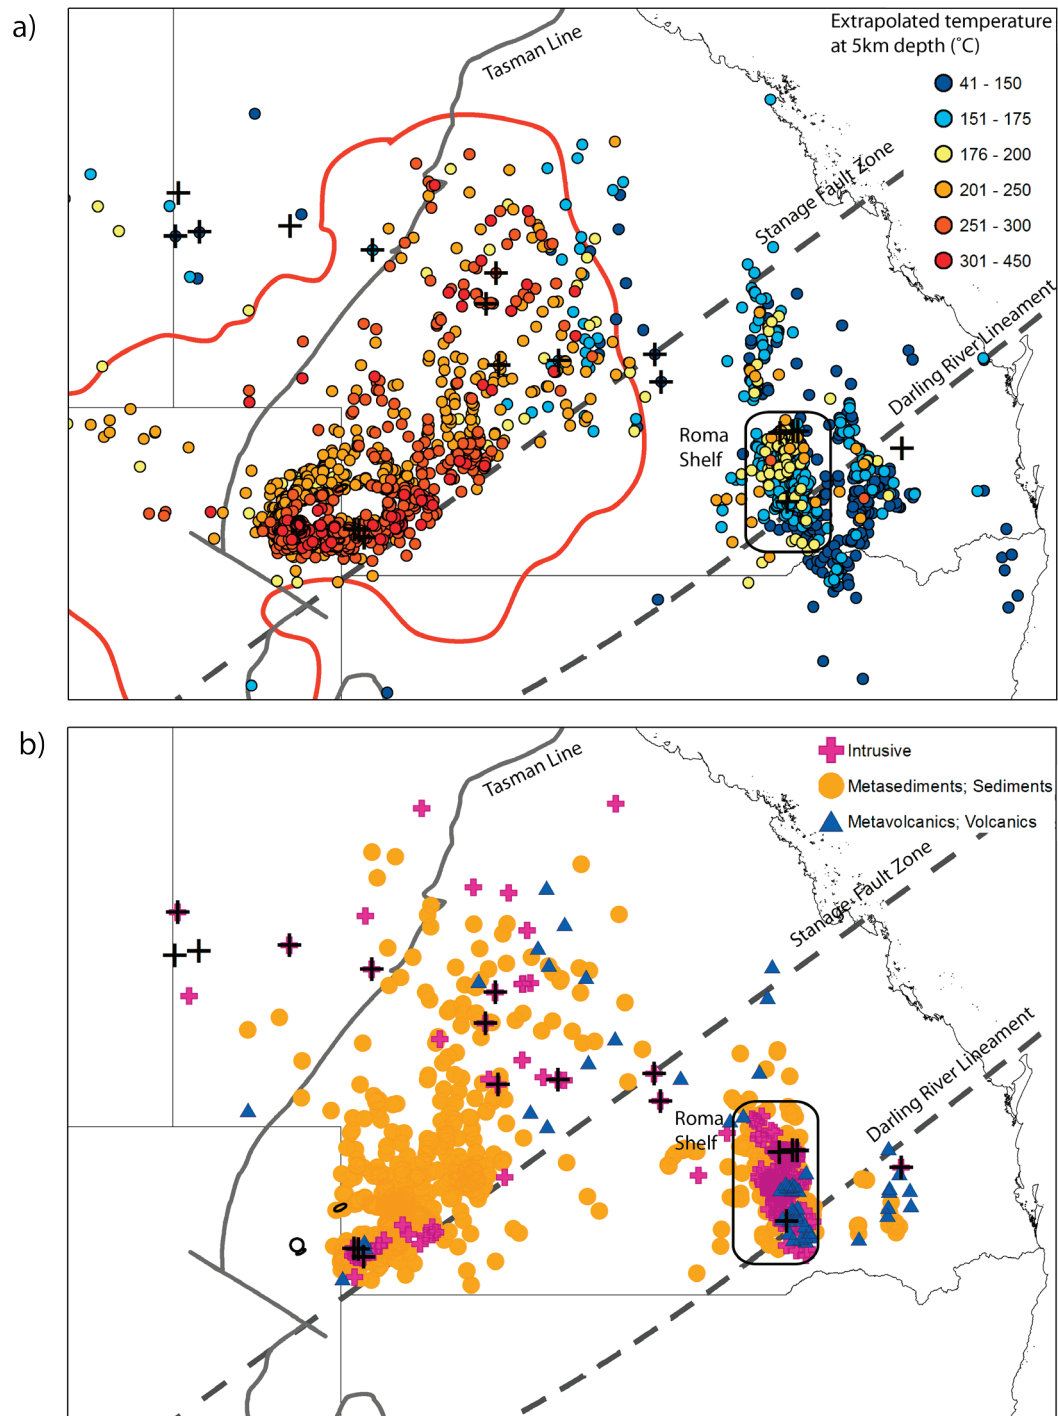 a)
Tasman Line
Extrapolated temperature
at 5km depth (˚C)
41 - 150
151 - 175
176 - 200
201 - 250
251 - 300
301 - 450
Stanage Fault Zone
Darling River Lineament
Roma
Shelf
b)
Tasman Line
Intrusive
Metasediments; Sediments
Metavolcanics; Volcanics
Stanage Fault Zone
Darling River Lineament
Roma
Shelf